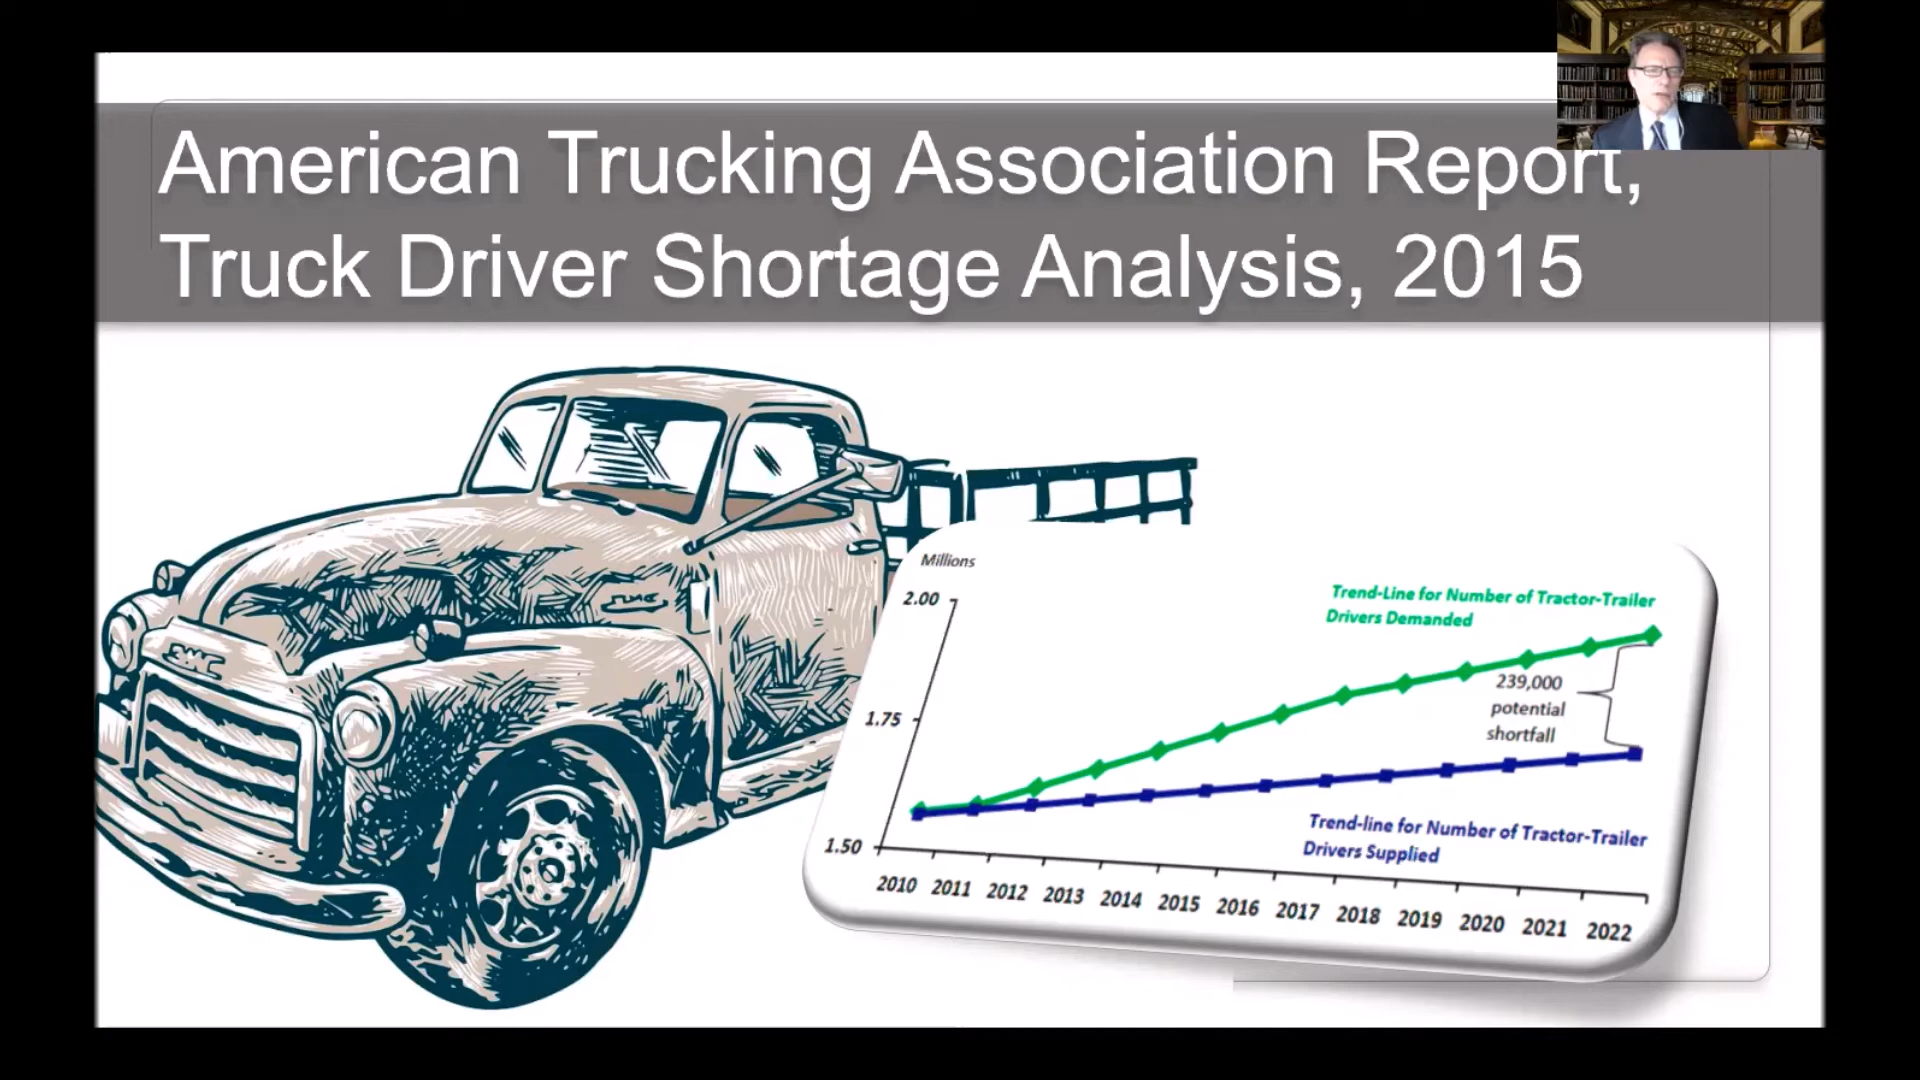 American Trucking Association Report,
Truck Driver Shortage Analysis, 2015
GMC
GMC
Millions
2.00
1.75
1.50
Trend-Line for Number of Tractor-Trailer
Drivers Demanded
239,000
potential
shortfall
Trend-line for Number of Tractor-Trailer
Drivers Supplied
2010 2011 2012 2013 2014 2015 2016 2017 2018 2019 2020 2021 2022